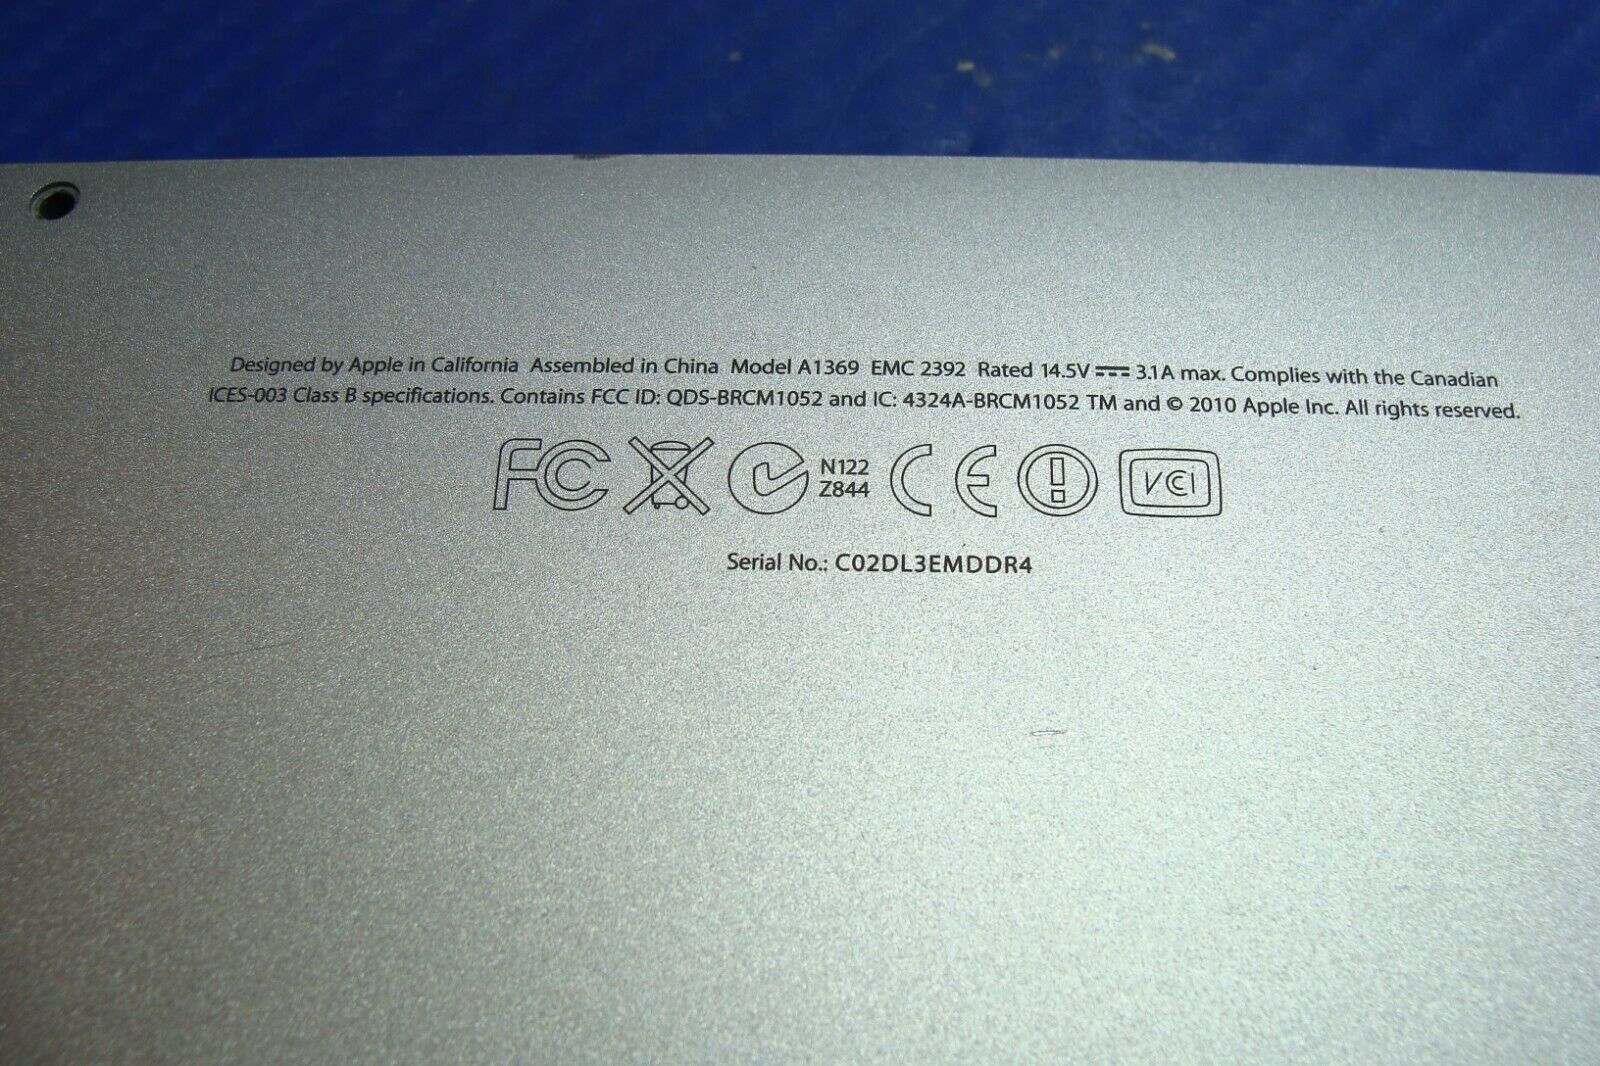 Designed by Apple in California Assembled in China Model A1369 EMC 2392 Rated 14.5V ⎓ 3.1A max. Complies with the Canadian
ICES-003 Class B specifications. Contains FCC ID: QDS-BRCM1052 and IC: 4324A-BRCM1052 TM and © 2010 Apple Inc. All rights reserved.
FC N122 CE VCI
Z844
Serial No.: C02DL3EMDDR4